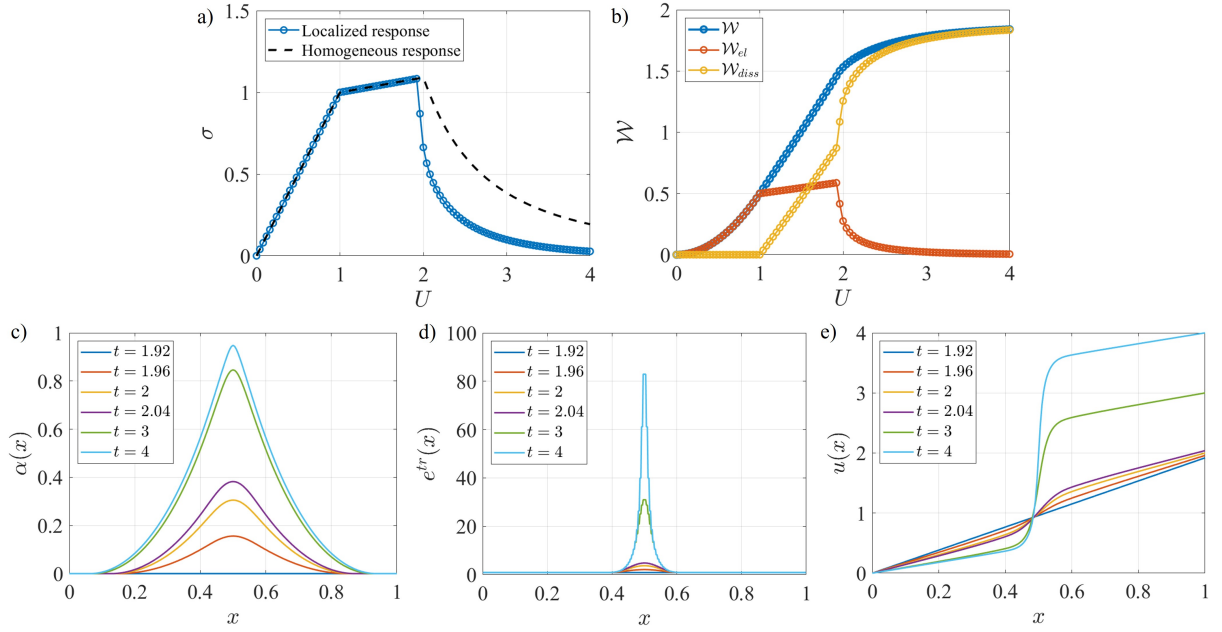 a)
1.5
1
0.5
0
σ
Localized response
Homogeneous response
0 1 2 3 4
U
b)
2
1.5
1
0.5
0
𝒲
𝒲
𝒲el
𝒲diss
0 1 2 3 4
U
c)
1
0.8
0.6
0.4
0.2
0
α(x)
t = 1.92
t = 1.96
t = 2
t = 2.04
t = 3
t = 4
0 0.2 0.4 0.6 0.8 1
x
d)
100
80
60
40
20
0
e^tr(x)
t = 1.92
t = 1.96
t = 2
t = 2.04
t = 3
t = 4
0 0.2 0.4 0.6 0.8 1
x
e)
4
3
2
1
0
u(x)
t = 1.92
t = 1.96
t = 2
t = 2.04
t = 3
t = 4
0 0.2 0.4 0.6 0.8 1
x